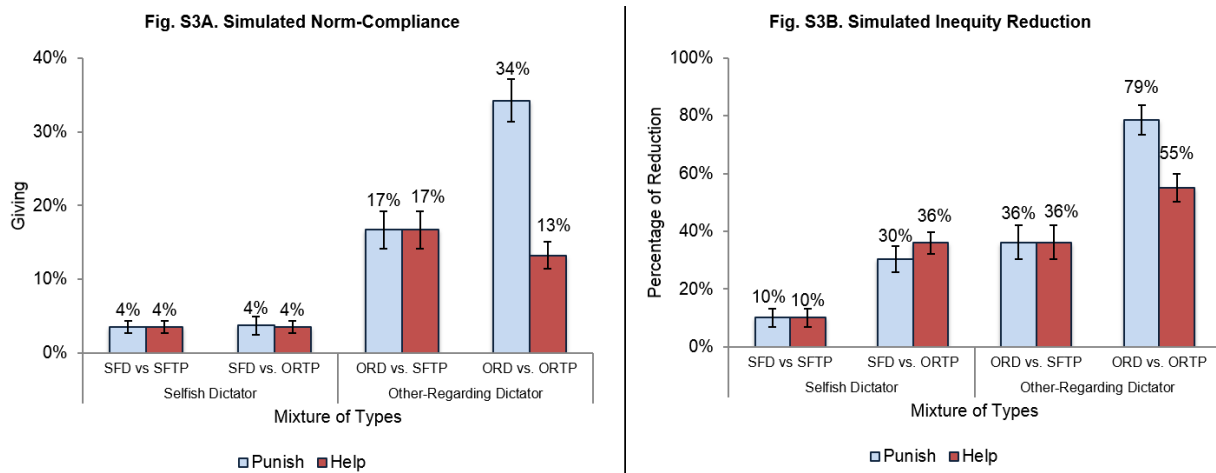 Fig. S3A. Simulated Norm-Compliance
40%
30%
20%
10%
0%
Giving
4% 4%
4% 4%
17% 17%
34%
13%
SFD vs SFTP SFD vs. ORTP ORD vs. SFTP ORD vs. ORTP
Selfish Dictator Other-Regarding Dictator
Mixture of Types
Punish Help
Fig. S3B. Simulated Inequity Reduction
100%
80%
60%
40%
20%
0%
Percentage of Reduction
10% 10%
30% 36%
36% 36%
79%
55%
SFD vs SFTP SFD vs. ORTP ORD vs. SFTP ORD vs. ORTP
Selfish Dictator Other-Regarding Dictator
Mixture of Types
Punish Help